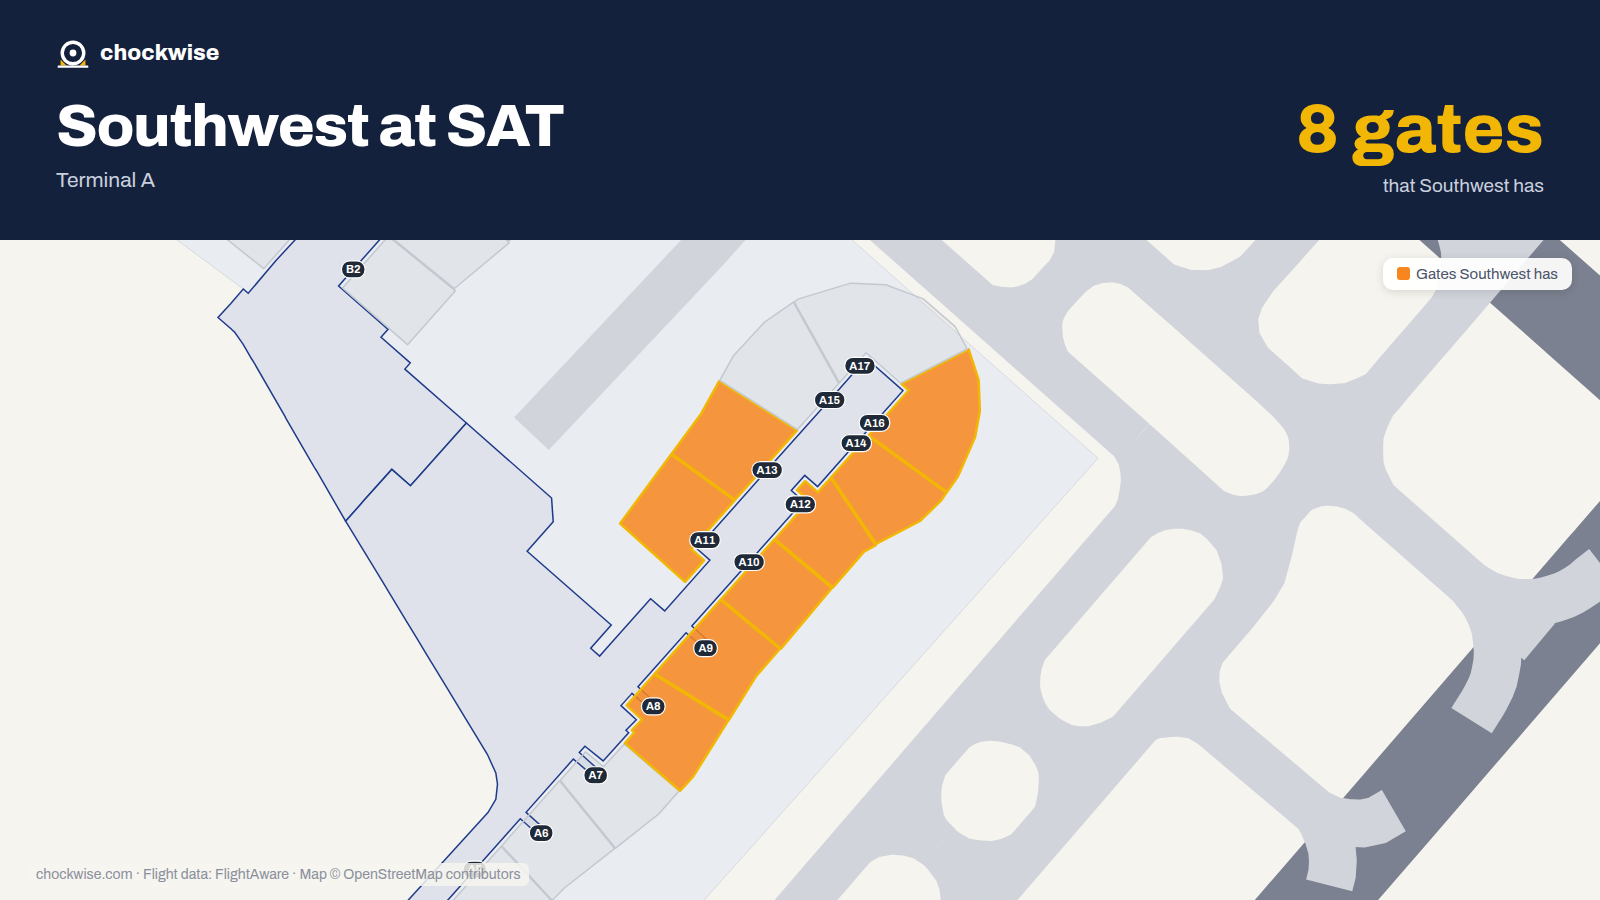 chockwise
Southwest at SAT
Terminal A
8 gates
that Southwest has
Gates Southwest has
B2
A17
A15
A16
A14
A13
A12
A11
A10
A9
A8
A7
A6
chockwise.com · Flight data: FlightAware · Map © OpenStreetMap contributors